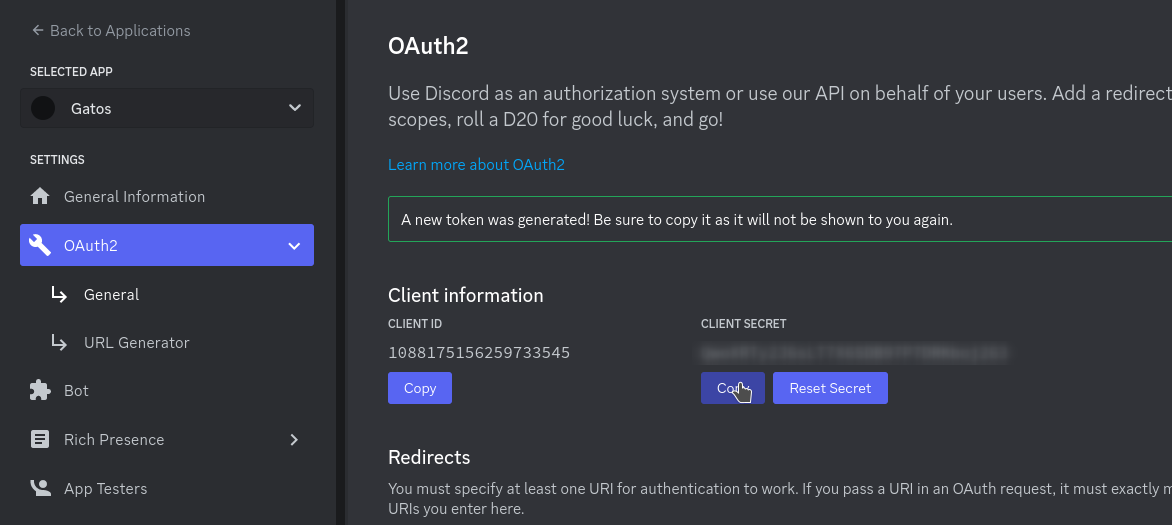 Back to Applications
SELECTED APP
Gatos
SETTINGS
General Information
OAuth2
General
URL Generator
Bot
Rich Presence
App Testers
OAuth2
Use Discord as an authorization system or use our API on behalf of your users. Add a redirect
scopes, roll a D20 for good luck, and go!
Learn more about OAuth2
A new token was generated! Be sure to copy it as it will not be shown to you again.
Client information
CLIENT ID
1088175156259733545
Copy
CLIENT SECRET
Copy
Reset Secret
Redirects
You must specify at least one URI for authentication to work. If you pass a URI in an OAuth request, it must exactly
URIs you enter here.